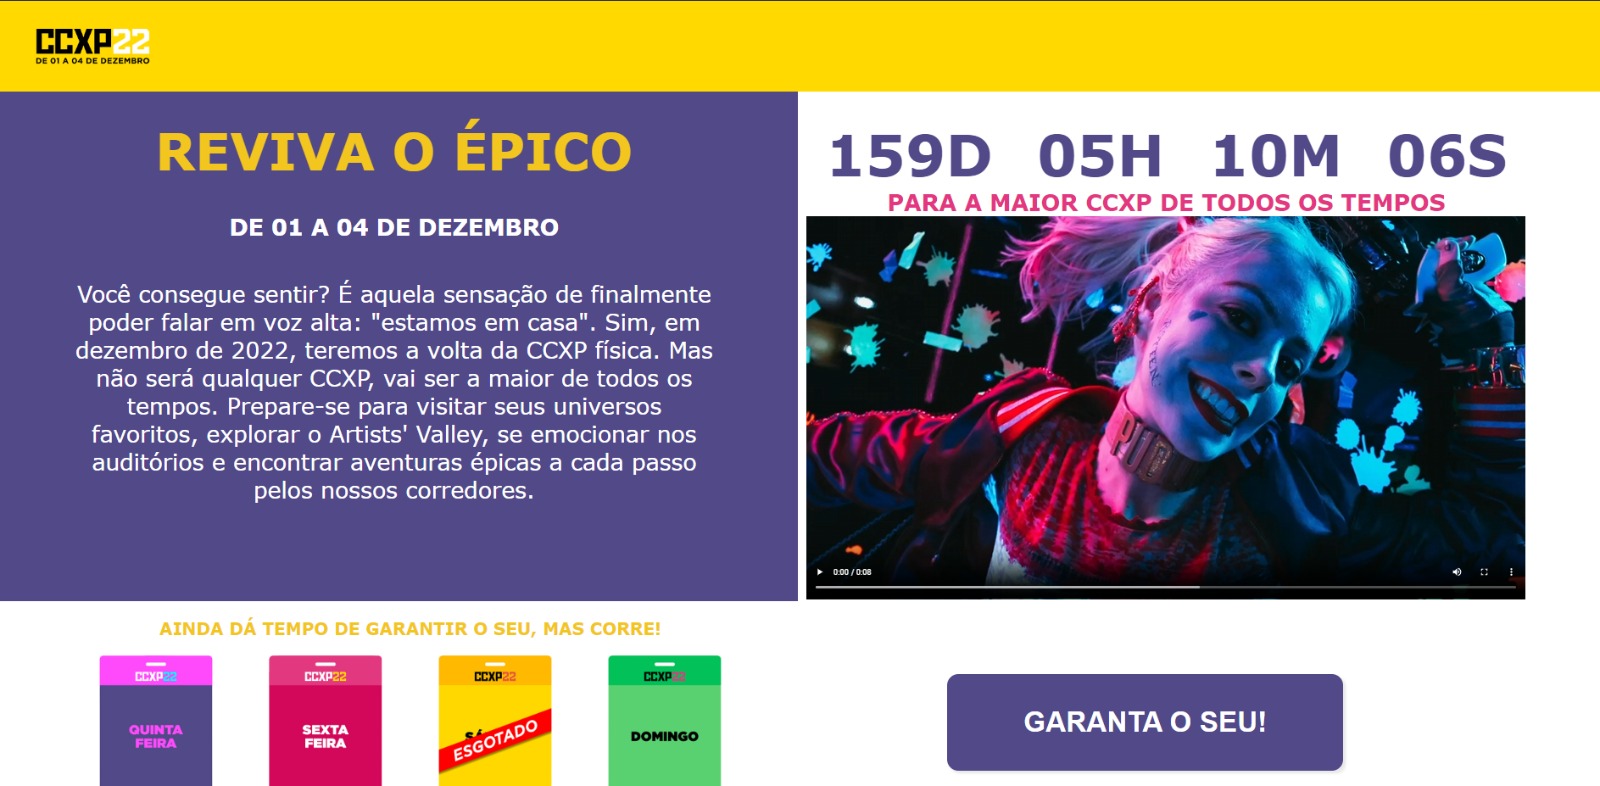 CCXP22
DE 01 A 04 DE DEZEMBRO
REVIVA O ÉPICO
DE 01 A 04 DE DEZEMBRO
Você consegue sentir? É aquela sensação de finalmente
poder falar em voz alta: "estamos em casa". Sim, em
dezembro de 2022, teremos a volta da CCXP física. Mas
não será qualquer CCXP, vai ser a maior de todos os
tempos. Prepare-se para visitar seus universos
favoritos, explorar o Artists' Valley, se emocionar nos
auditórios e encontrar aventuras épicas a cada passo
pelos nossos corredores.
159D 05H 10M 06S
PARA A MAIOR CCXP DE TODOS OS TEMPOS
0:00 / 0:08
AINDA DÁ TEMPO DE GARANTIR O SEU, MAS CORRE!
CCXP22
QUINTA
FEIRA
CCXP22
SEXTA
FEIRA
CCXP22
ESGOTADO
CCXP22
DOMINGO
GARANTA O SEU!